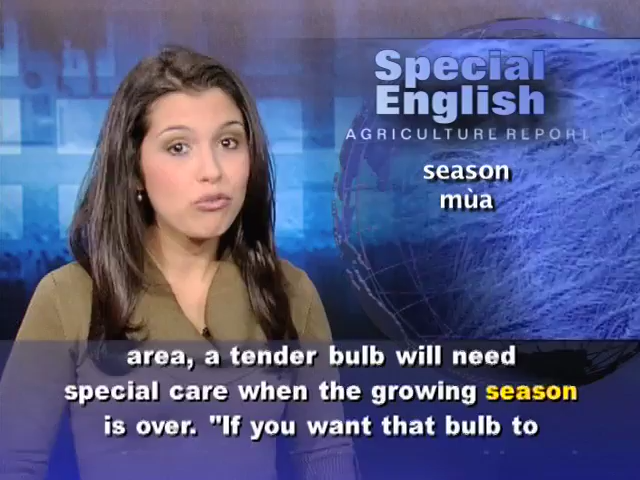 Special
English
AGRICULTURE REPORT
season
mùa
area, a tender bulb will need
special care when the growing season
is over. "If you want that bulb to